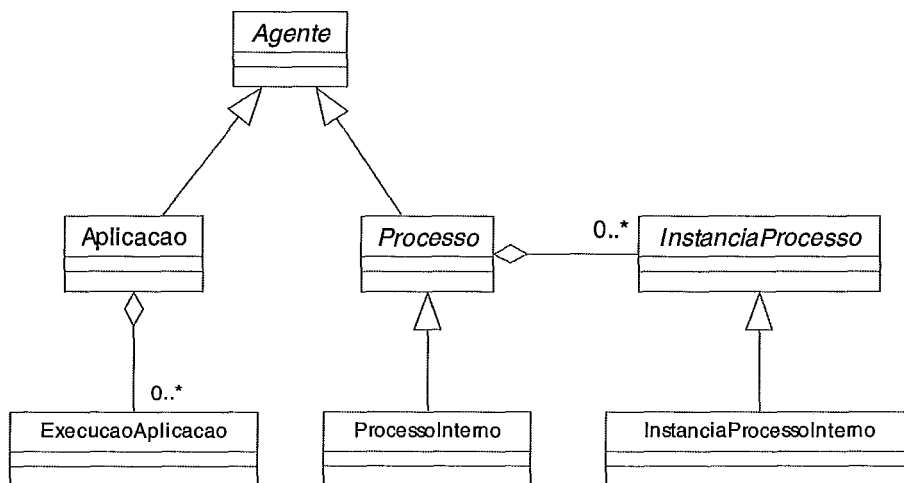 Agente
Aplicacao
Processo
0..*
InstanciaProcesso
0..*
ExecucaoAplicacao
ProcessoInterno
InstanciaProcessoInterno